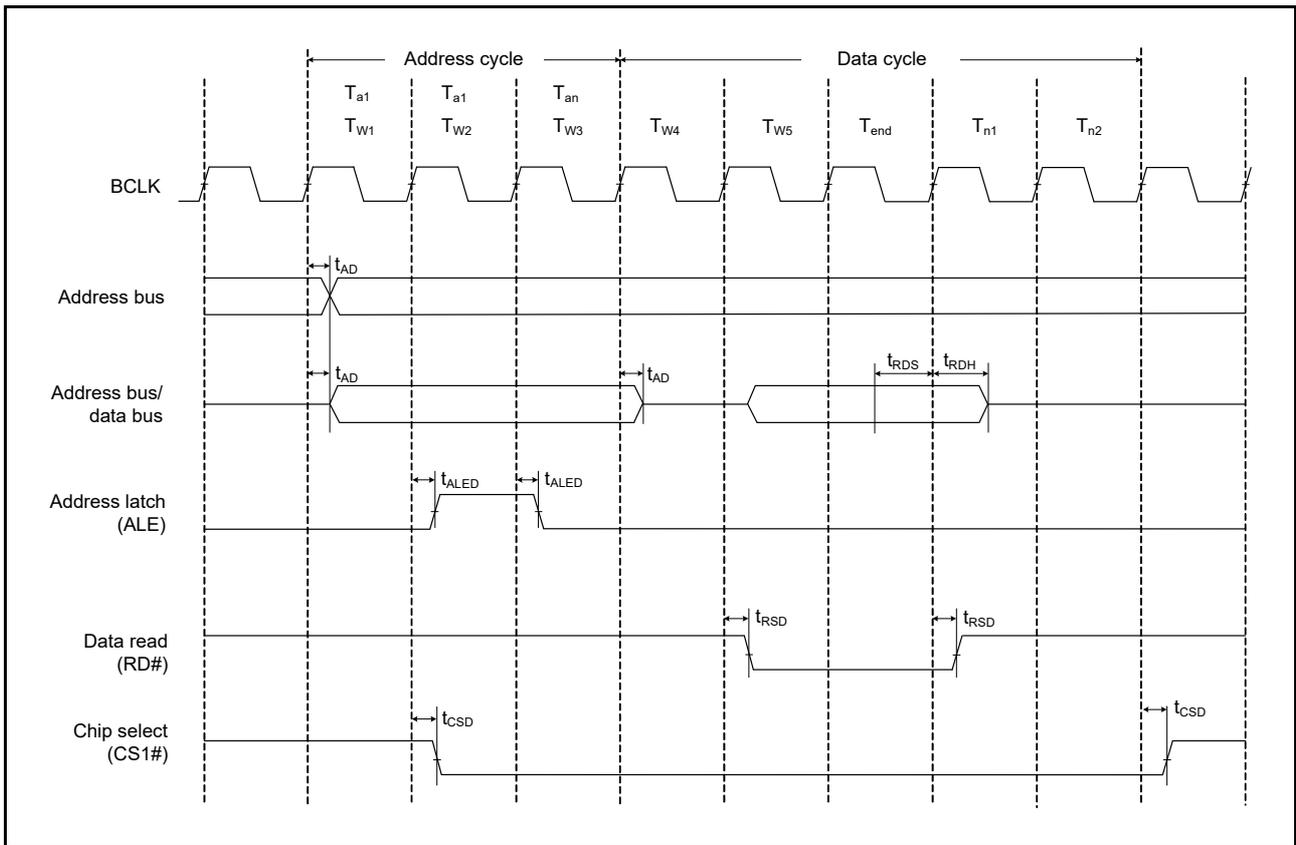 Address cycle Data cycle
Ta1 Ta1 Tan
TW1 TW2 TW3 TW4 TW5 Tend Tn1 Tn2
BCLK
tAD
Address bus
tRDS tRDH
tAD tAD
Address bus/
data bus
tALED tALED
Address latch
(ALE)
tRSD tRSD
Data read
(RD#)
tCSD tCSD
Chip select
(CS1#)